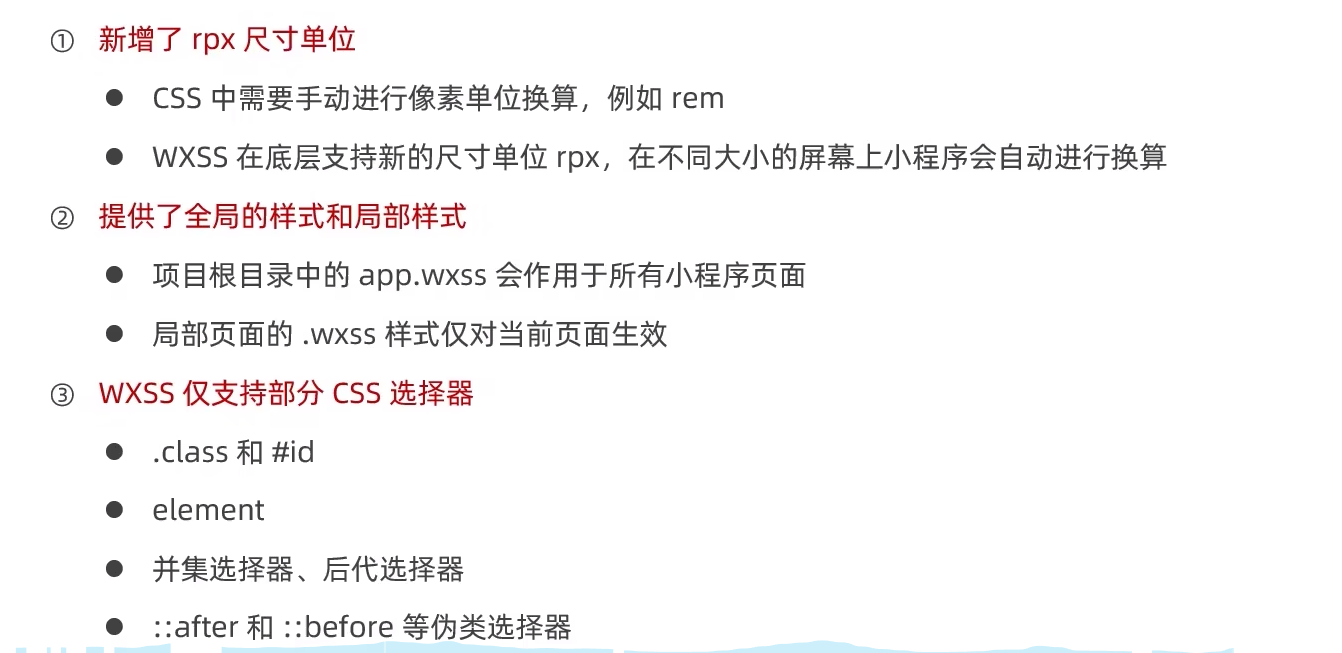 ① 新增了 rpx 尺寸单位
● CSS 中需要手动进行像素单位换算，例如 rem
● WXSS 在底层支持新的尺寸单位 rpx，在不同大小的屏幕上小程序会自动进行换算
② 提供了全局的样式和局部样式
● 项目根目录中的 app.wxss 会作用于所有小程序页面
● 局部页面的 .wxss 样式仅对当前页面生效
③ WXSS 仅支持部分 CSS 选择器
● .class 和 #id
● element
● 并集选择器、后代选择器
● ::after 和 ::before 等伪类选择器